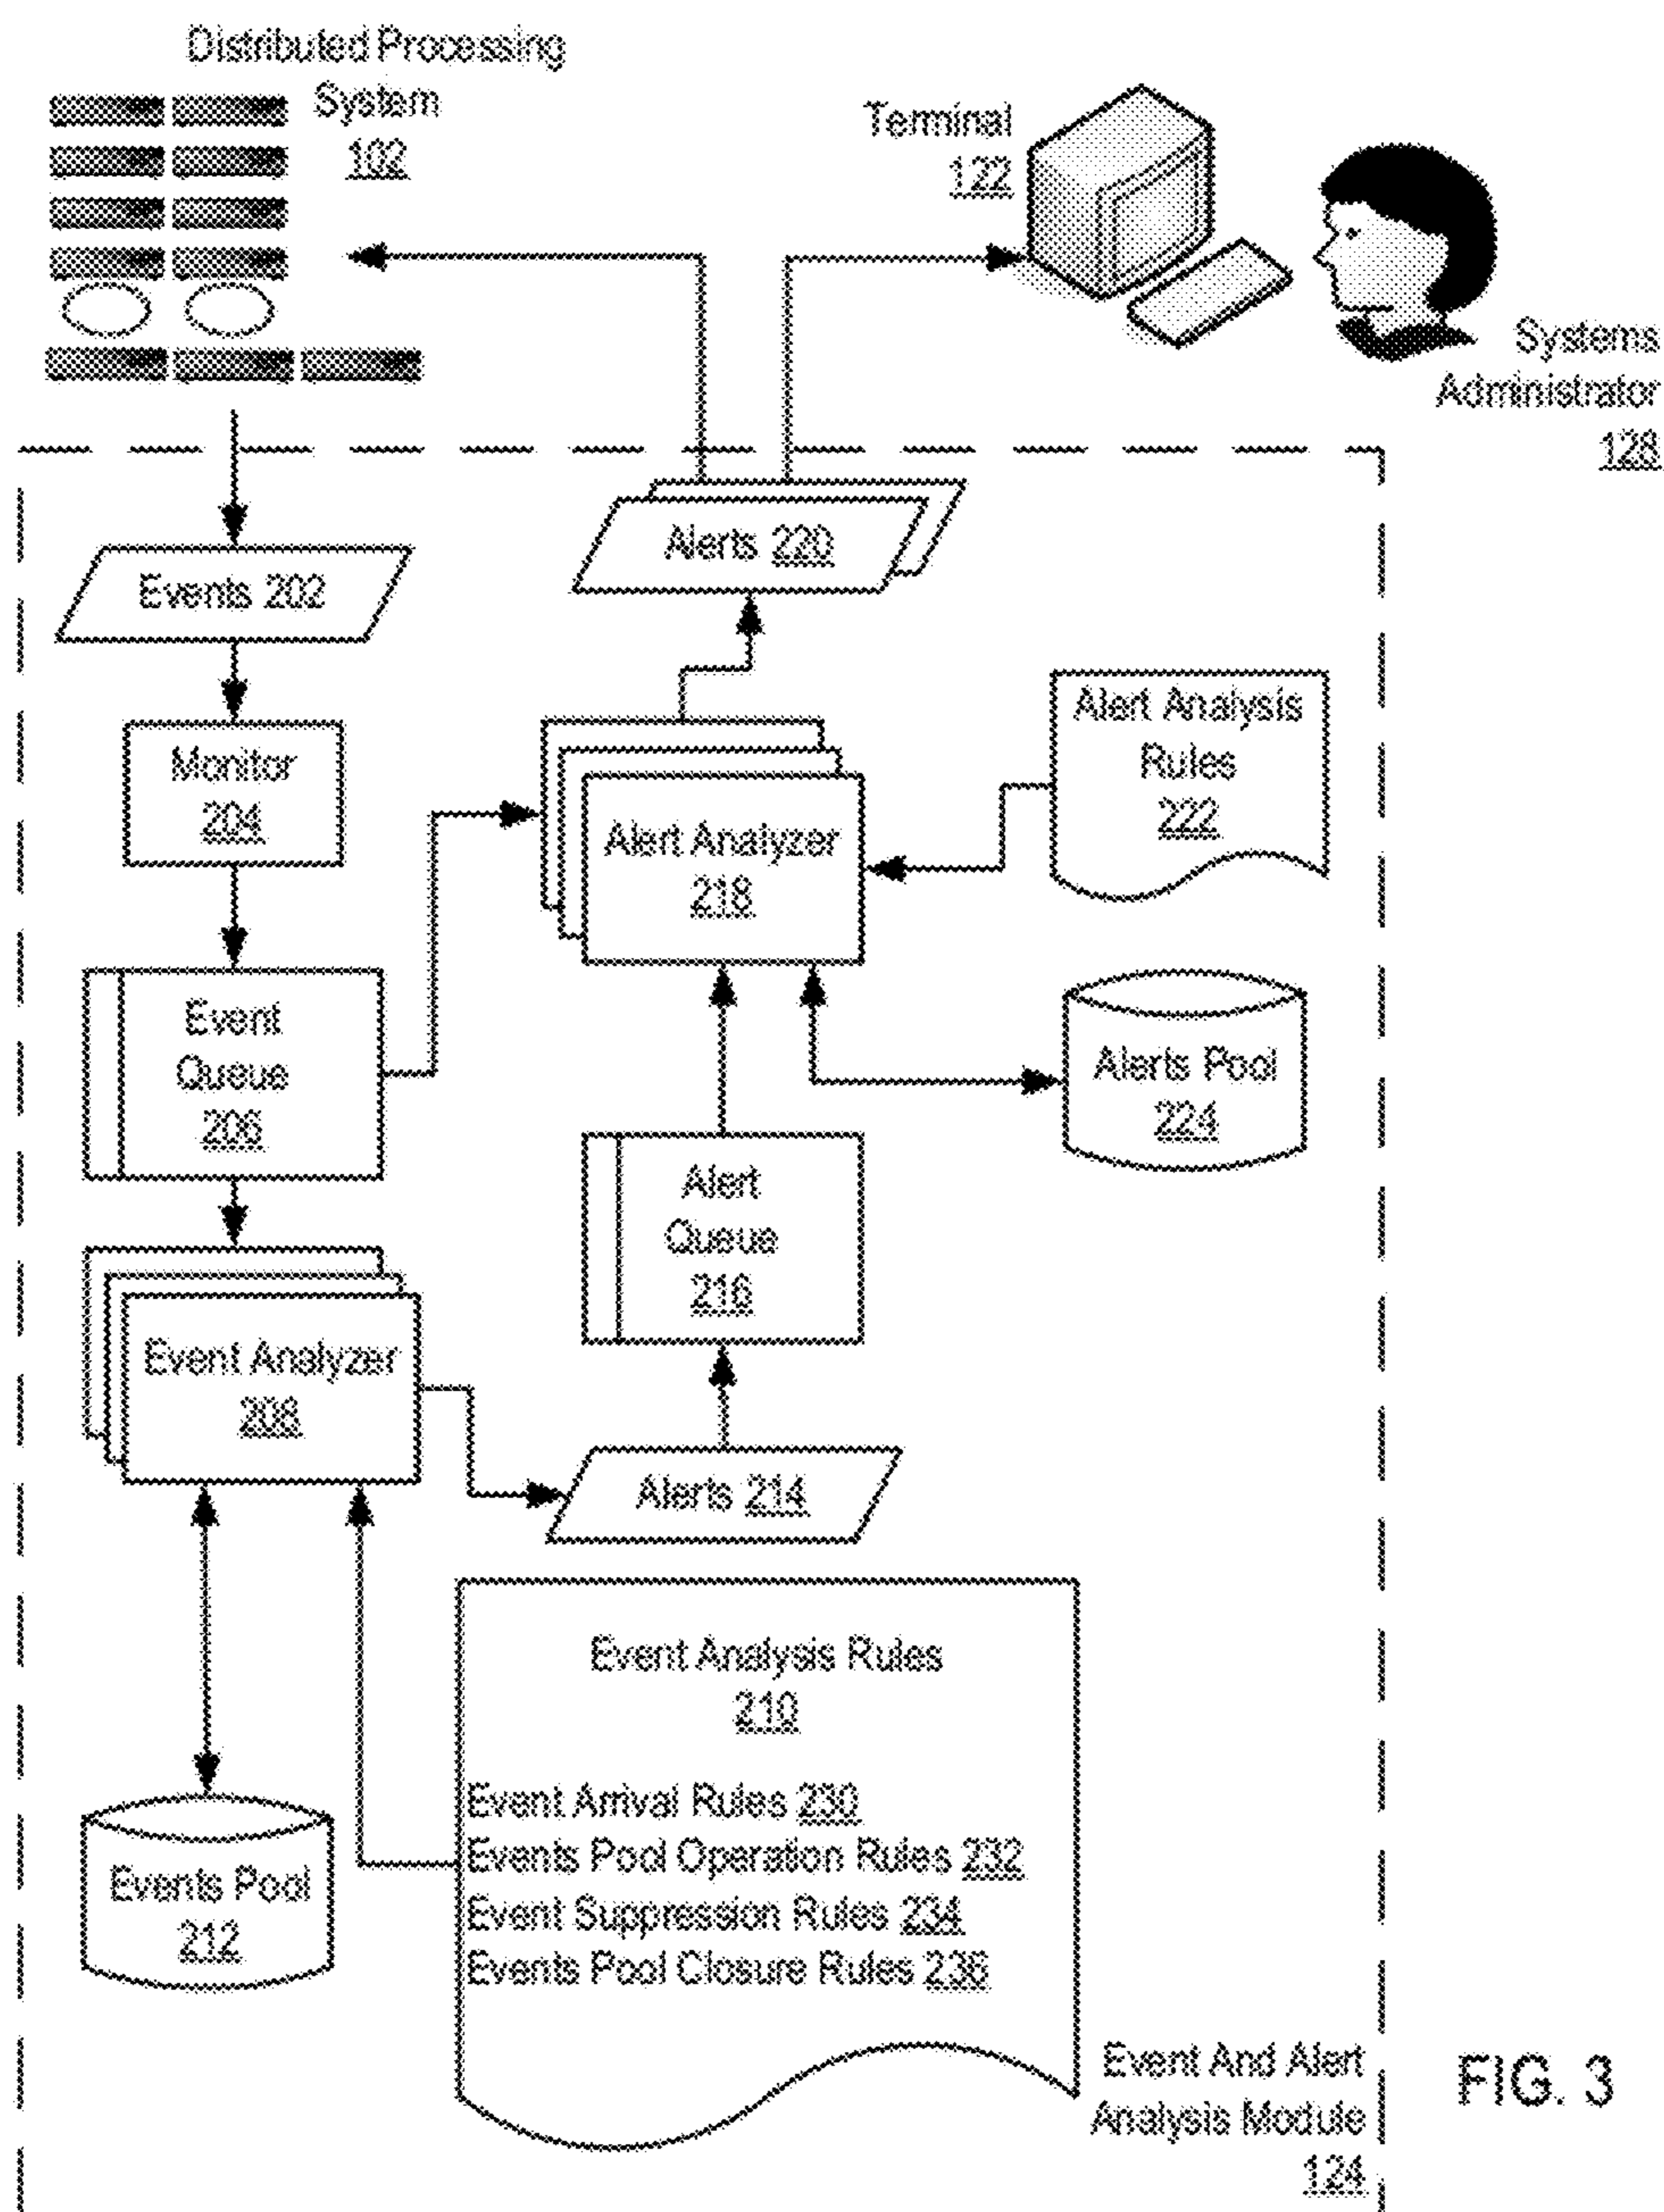 Distributed Processing
System
102
Terminal
122
Systems
Administrator
128
Alerts 220
Events 202
Monitor
204
Alert Analysis
Rules
222
Alert Analyzer
218
Event
Queue
206
Alerts Pool
224
Alert
Queue
216
Event Analyzer
208
Alerts 214
Event Analysis Rules
210
Event Arrival Rules 230
Events Pool Operation Rules 232
Event Suppression Rules 234
Events Pool Closure Rules 236
Events Pool
212
Event And Alert
Analysis Module
124
FIG. 3